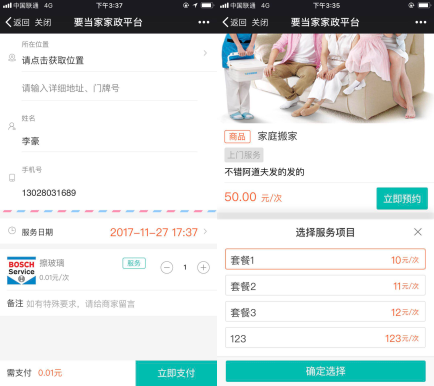 中国联通 4G 下午3:37
返回 关闭 要当家家政平台
所在位置
请点击获取位置
请输入详细地址、门牌号
姓名
李豪
手机号
13028031689
服务日期 2017-11-27 17:37
BOSCH
Service
擦玻璃 服务
0.01元/次
1
备注 如有特殊要求，请给商家留言
需支付 0.01元 立即支付
中国联通 4G 下午3:35
返回 关闭 要当家家政平台
商品 家庭搬家
上门服务
不错阿道夫发的发的
50.00 元/次 立即预约
选择服务项目
套餐1 10元/次
套餐2 11元/次
套餐3 12元/次
123 123元/次
确定选择